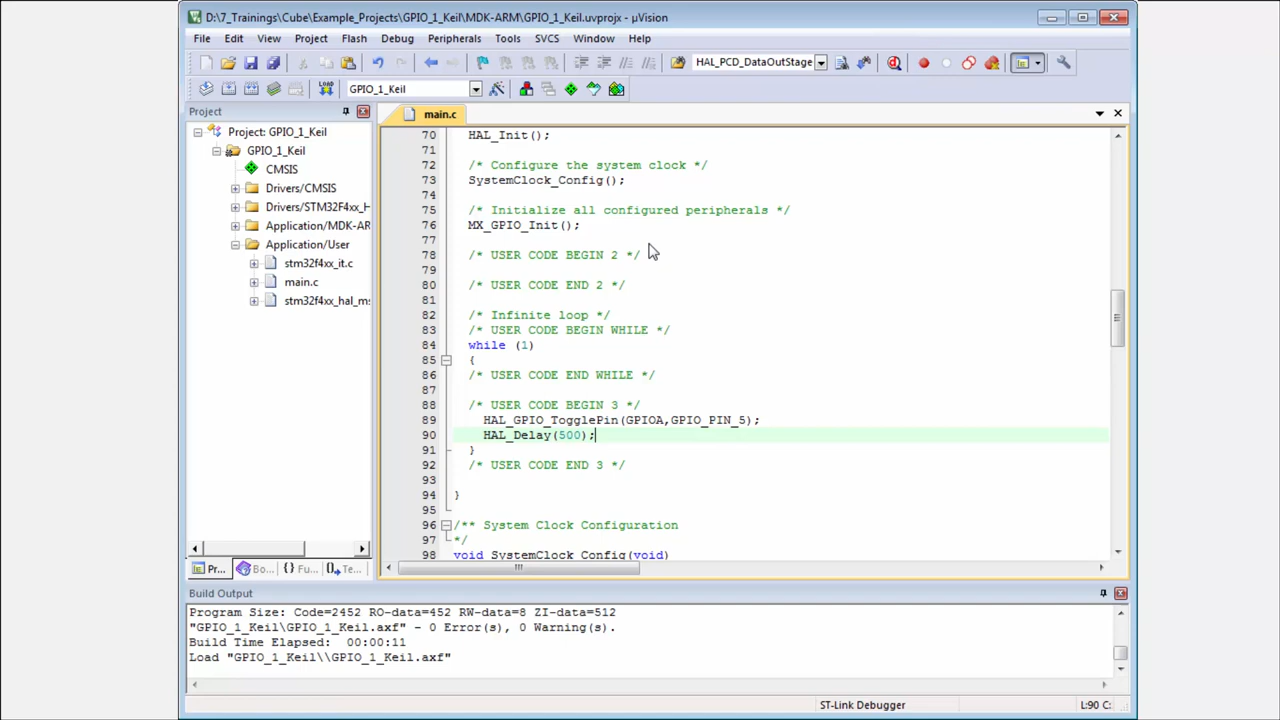 D:\7_Trainings\Cube\Example_Projects\GPIO_1_Keil\MDK-ARM\GPIO_1_Keil.uvprojx - µVision
File Edit View Project Flash Debug Peripherals Tools SVCS Window Help
HAL_PCD_DataOutStage
LOAD GPIO_1_Keil
Project
main.c
Project: GPIO_1_Keil
GPIO_1_Keil
CMSIS
Drivers/CMSIS
Drivers/STM32F4xx_H
Application/MDK-AR
Application/User
stm32f4xx_it.c
main.c
stm32f4xx_hal_ms
Pr... Bo... {} Fu... Te...
70 HAL_Init();
71
72 /* Configure the system clock */
73 SystemClock_Config();
74
75 /* Initialize all configured peripherals */
76 MX_GPIO_Init();
77
78 /* USER CODE BEGIN 2 */
79
80 /* USER CODE END 2 */
81
82 /* Infinite loop */
83 /* USER CODE BEGIN WHILE */
84 while (1)
85 {
86 /* USER CODE END WHILE */
87
88 /* USER CODE BEGIN 3 */
89 HAL_GPIO_TogglePin(GPIOA,GPIO_PIN_5);
90 HAL_Delay(500);
91 }
92 /* USER CODE END 3 */
93
94 }
95
96 /** System Clock Configuration
97 */
98 void SystemClock_Config(void)
Build Output
Program Size: Code=2452 RO-data=452 RW-data=8 ZI-data=512
"GPIO_1_Keil\GPIO_1_Keil.axf" - 0 Error(s), 0 Warning(s).
Build Time Elapsed: 00:00:11
Load "GPIO_1_Keil\\GPIO_1_Keil.axf"
ST-Link Debugger L:90 C: